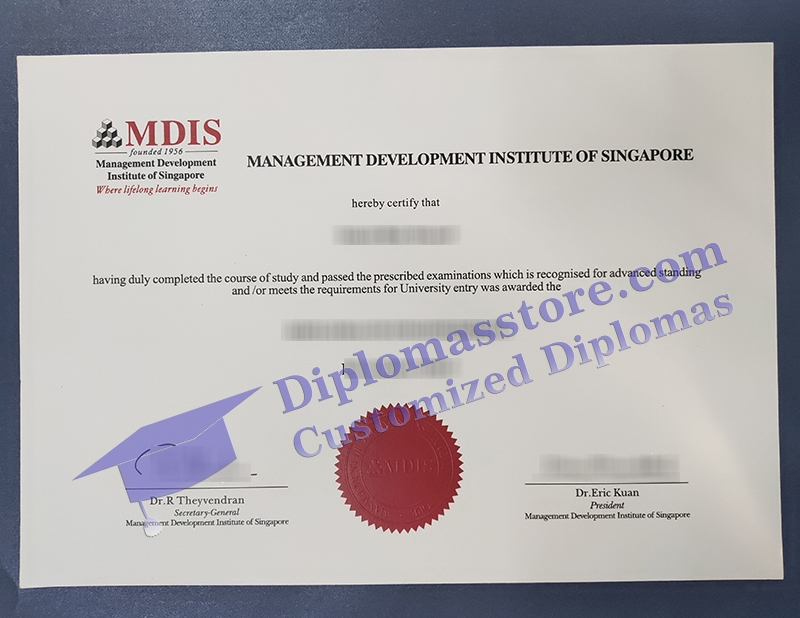 MDIS
founded 1956
Management Development
Institute of Singapore
Where lifelong learning begins
MANAGEMENT DEVELOPMENT INSTITUTE OF SINGAPORE
hereby certify that
having duly completed the course of study and passed the prescribed examinations which is recognised for advanced standing
and /or meets the requirements for University entry was awarded the
Diplomasstore.com
Customized Diplomas
MDIS
Dr.R Theyvendran
Secretary-General
Management Development Institute of Singapore
Dr.Eric Kuan
President
Management Development Institute of Singapore